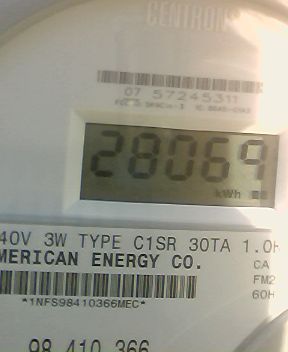 CENTRON
07 57245311
28069
kWh
40V 3W TYPE C1SR 30TA 1.0
MERICAN ENERGY CO.
CA
FM2
60H
*1NFS98410366MEC*
98 410 366